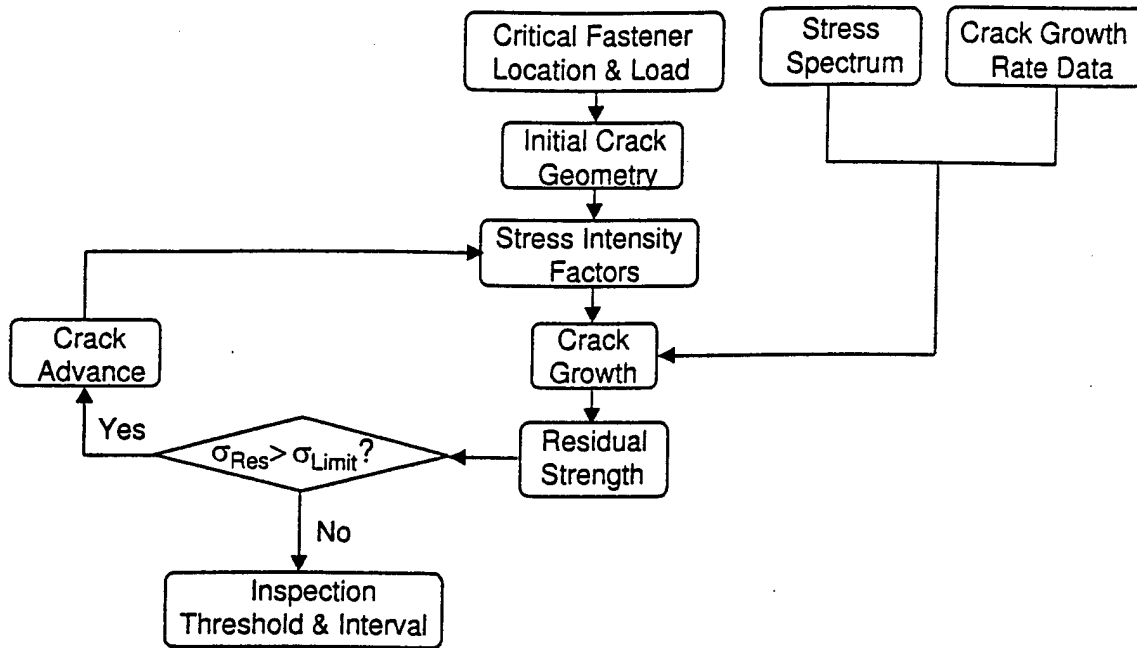 Critical Fastener
Location & Load
Stress
Spectrum
Crack Growth
Rate Data
Initial Crack
Geometry
Stress Intensity
Factors
Crack
Advance
Crack
Growth
Yes
σRes> σLimit?
Residual
Strength
No
Inspection
Threshold & Interval